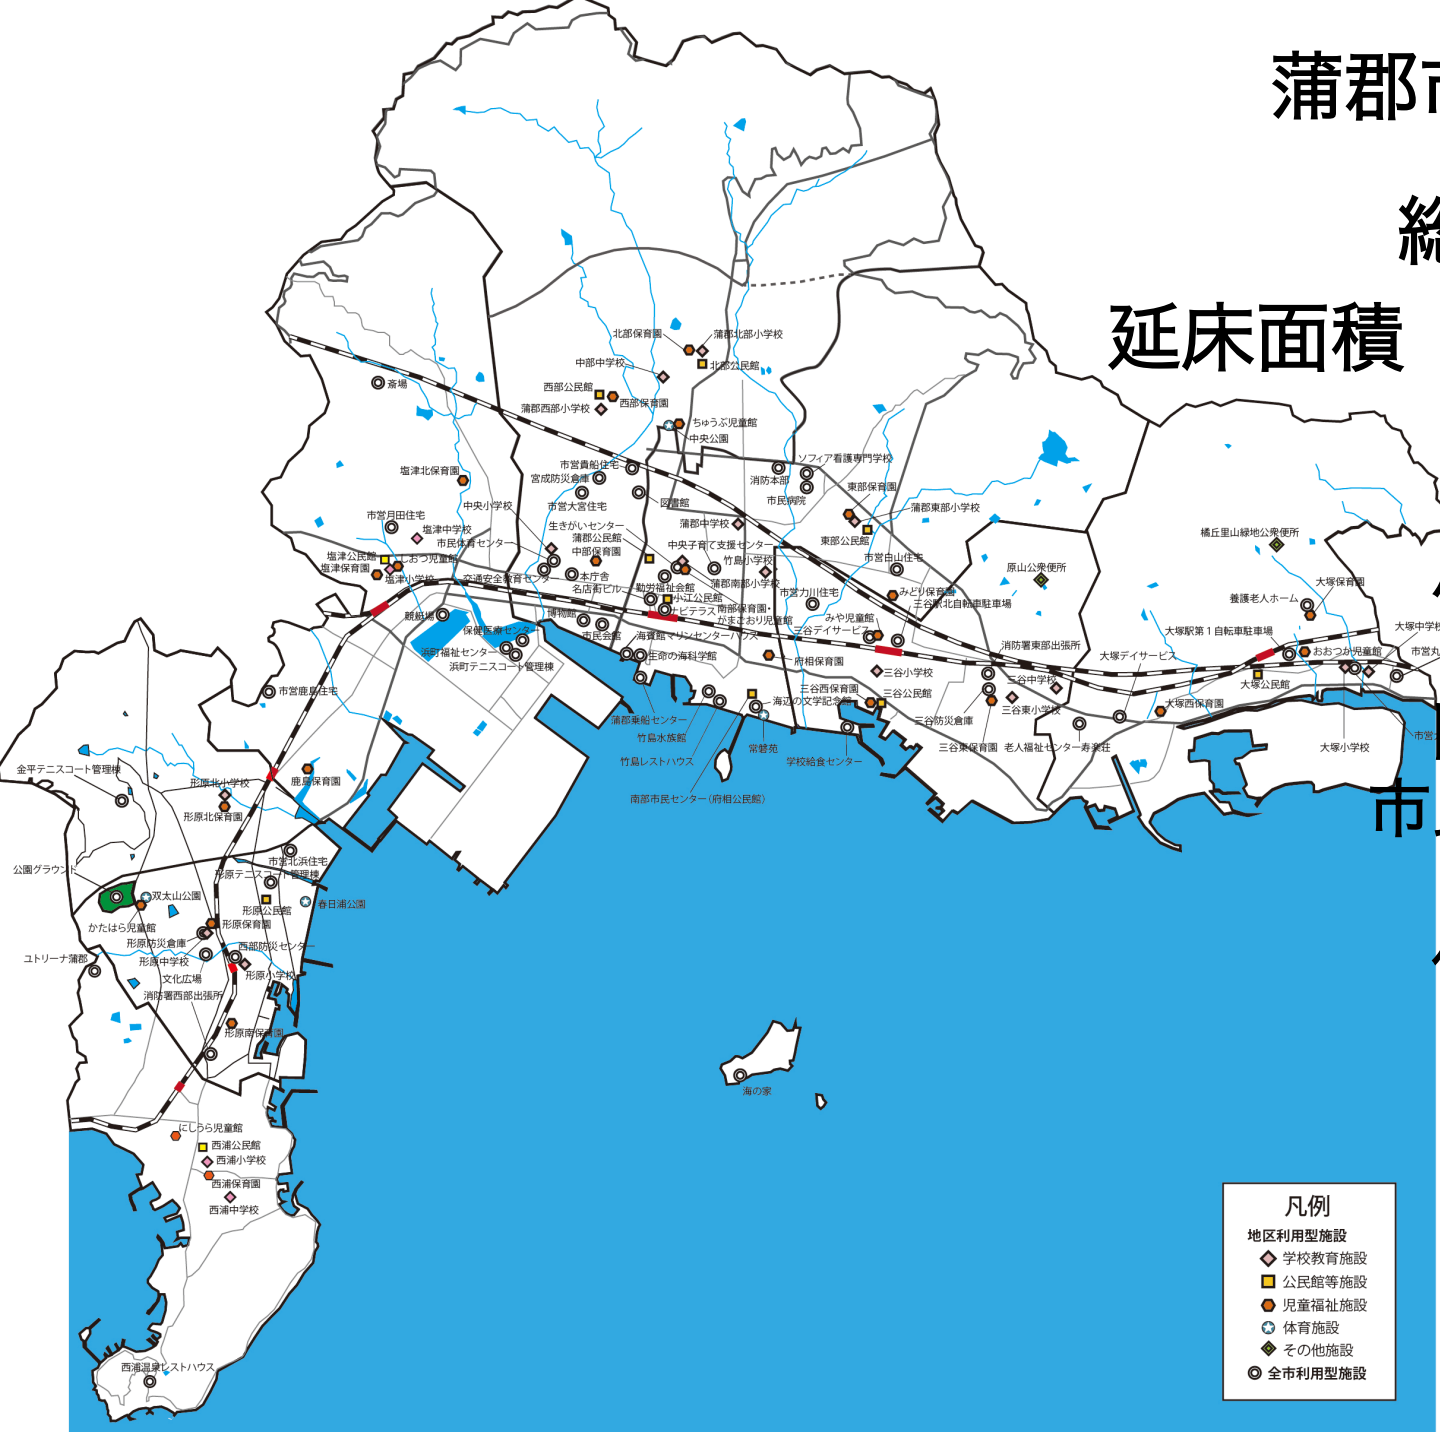 蒲郡市
延床面積
北部保育園
蒲郡北部小学校
中部中学校
北部公民館
斎場
西部公民館
西部保育園
蒲郡西部小学校
ちゅうぶ児童館
中央公園
ソフィア看護専門学校
市営貴船住宅
塩津北保育園
宮成防災倉庫
消防本部
東部保育園
市民病院
市営大宮住宅
図書館
中央小学校
蒲郡東部小学校
市営月田住宅
生きがいセンター
蒲郡中学校
塩津中学校
橘丘里山緑地公衆便所
蒲郡公民館
市民体育センター
中央子育て支援センター
東部公民館
中部保育園
塩津公民館
しおつ児童館
竹島小学校
市営白山住宅
塩津保育園
原山公衆便所
塩津小学校
交通安全教育センター
本庁舎
蒲郡南部小学校
大塚保育園
名店街ビル
勤労福祉会館
市営力川住宅
みどり保育園
養護老人ホーム
小江公民館
三谷駅北自転車駐車場
競艇場
博物館
ナビテラス
南部保育園・
がまごおり児童館
みや児童館
大塚中学校
保健医療センター
市民会館
海賓館マリンセンターハウス
三谷デイサービス
大塚駅第１自転車駐車場
消防署東部出張所
浜町福祉センター
生命の海科学館
大塚デイサービス
おおつか児童館
浜町テニスコート管理棟
府相保育園
三谷小学校
三谷中学校
大塚公民館
市営鹿島住宅
三谷西保育園
三谷公民館
海辺の文学記念館
大塚西保育園
三谷東小学校
蒲郡乗船センター
三谷防災倉庫
竹島水族館
常磐苑
三谷東保育園
老人福祉センター寿楽荘
大塚小学校
竹島レストハウス
学校給食センター
金平テニスコート管理棟
形原北小学校
鹿島保育園
南部市民センター（府相公民館）
形原北保育園
公園グラウンド
市営北浜住宅
形原テニスコート管理棟
双太山公園
春日浦公園
形原公民館
かたはら児童館
形原保育園
形原防災倉庫
西部防災センター
ユトリーナ蒲郡
形原中学校
形原小学校
文化広場
消防署西部出張所
形原南保育園
海の家
にしうら児童館
西浦公民館
西浦小学校
西浦保育園
西浦中学校
西浦温泉レストハウス
凡例
地区利用型施設
学校教育施設
公民館等施設
児童福祉施設
体育施設
その他施設
全市利用型施設